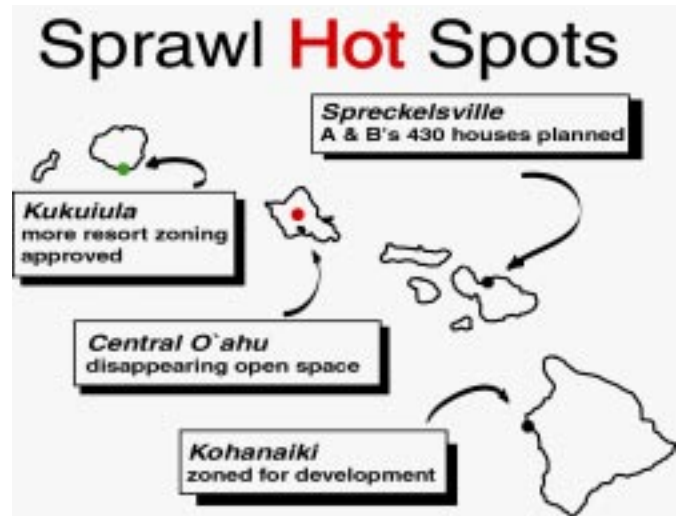 Sprawl Hot Spots
Spreckelsville
A & B's 430 houses planned
Kukuiula
more resort zoning
approved
Central O`ahu
disappearing open space
Kohanaiki
zoned for development